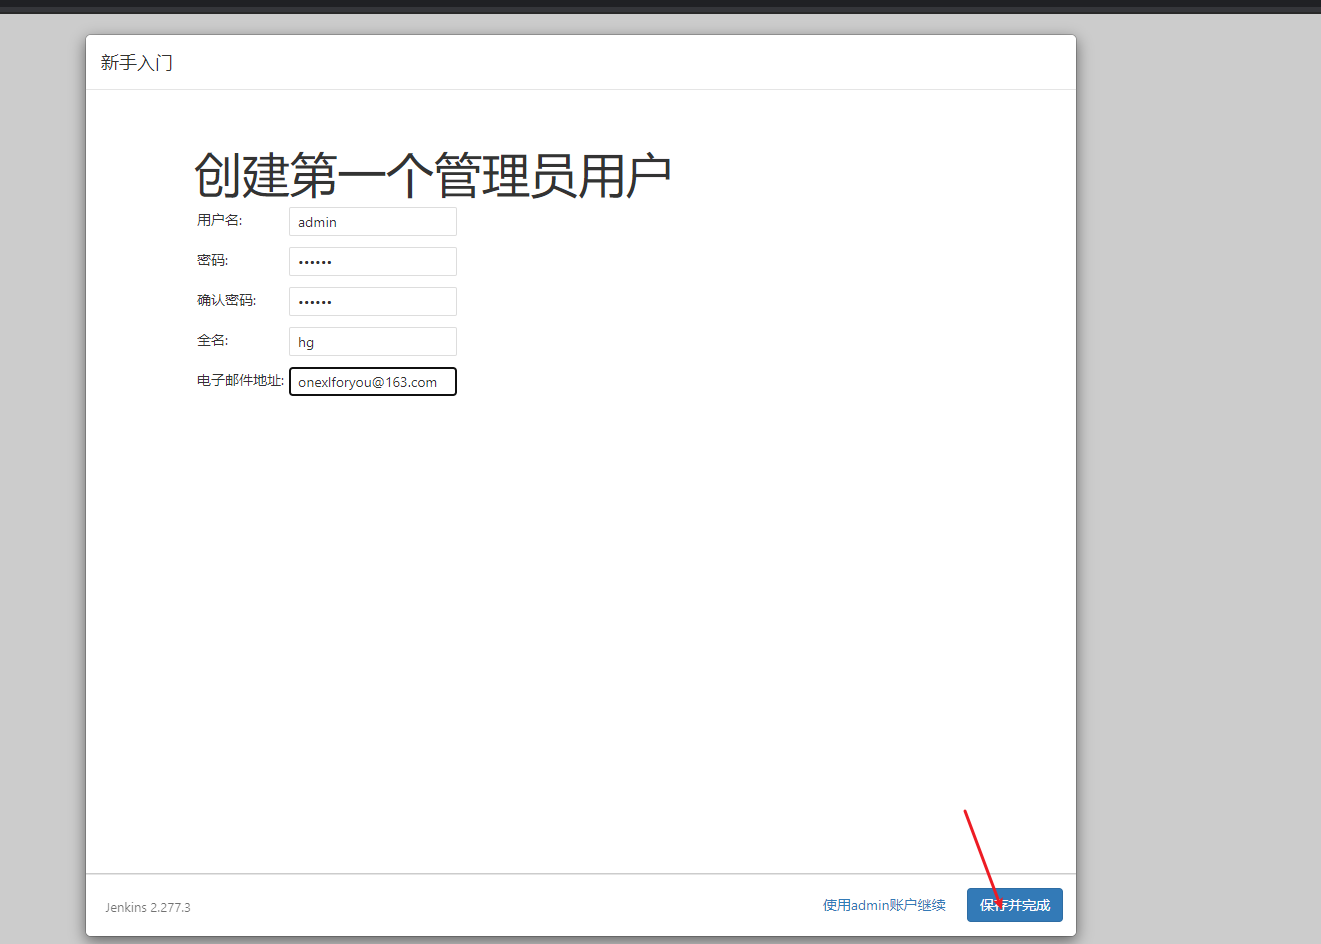 新手入门
创建第一个管理员用户
用户名: admin
密码: ••••••
确认密码: ••••••
全名: hg
电子邮件地址: onexlforyou@163.com
Jenkins 2.277.3 使用admin账户继续 保存并完成